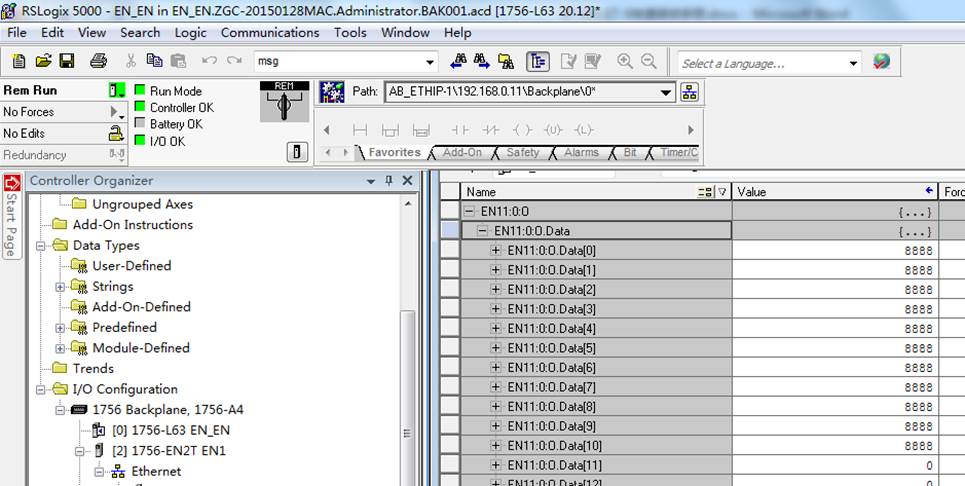 RSLogix 5000 - EN_EN in EN_EN.ZGC-20150128MAC.Administrator.BAK001.acd [1756-L63 20.12]*
File Edit View Search Logic Communications Tools Window Help
msg
Select a Language...
Rem Run
No Forces
No Edits
Redundancy
Run Mode
Controller OK
Battery OK
I/O OK
REM
Path: AB_ETHIP-1\192.168.0.11\Backplane\0*
Favorites Add-On Safety Alarms Bit Timer/C
Start Page
Controller Organizer
Ungrouped Axes
Add-On Instructions
Data Types
User-Defined
Strings
Add-On-Defined
Predefined
Module-Defined
Trends
I/O Configuration
1756 Backplane, 1756-A4
[0] 1756-L63 EN_EN
[2] 1756-EN2T EN1
Ethernet
Name Value Forc
EN11:0:O {...}
EN11:0:O.Data {...}
EN11:0:O.Data[0] 8888
EN11:0:O.Data[1] 8888
EN11:0:O.Data[2] 8888
EN11:0:O.Data[3] 8888
EN11:0:O.Data[4] 8888
EN11:0:O.Data[5] 8888
EN11:0:O.Data[6] 8888
EN11:0:O.Data[7] 8888
EN11:0:O.Data[8] 8888
EN11:0:O.Data[9] 8888
EN11:0:O.Data[10] 8888
EN11:0:O.Data[11] 0
EN11:0:O.Data[12] 0